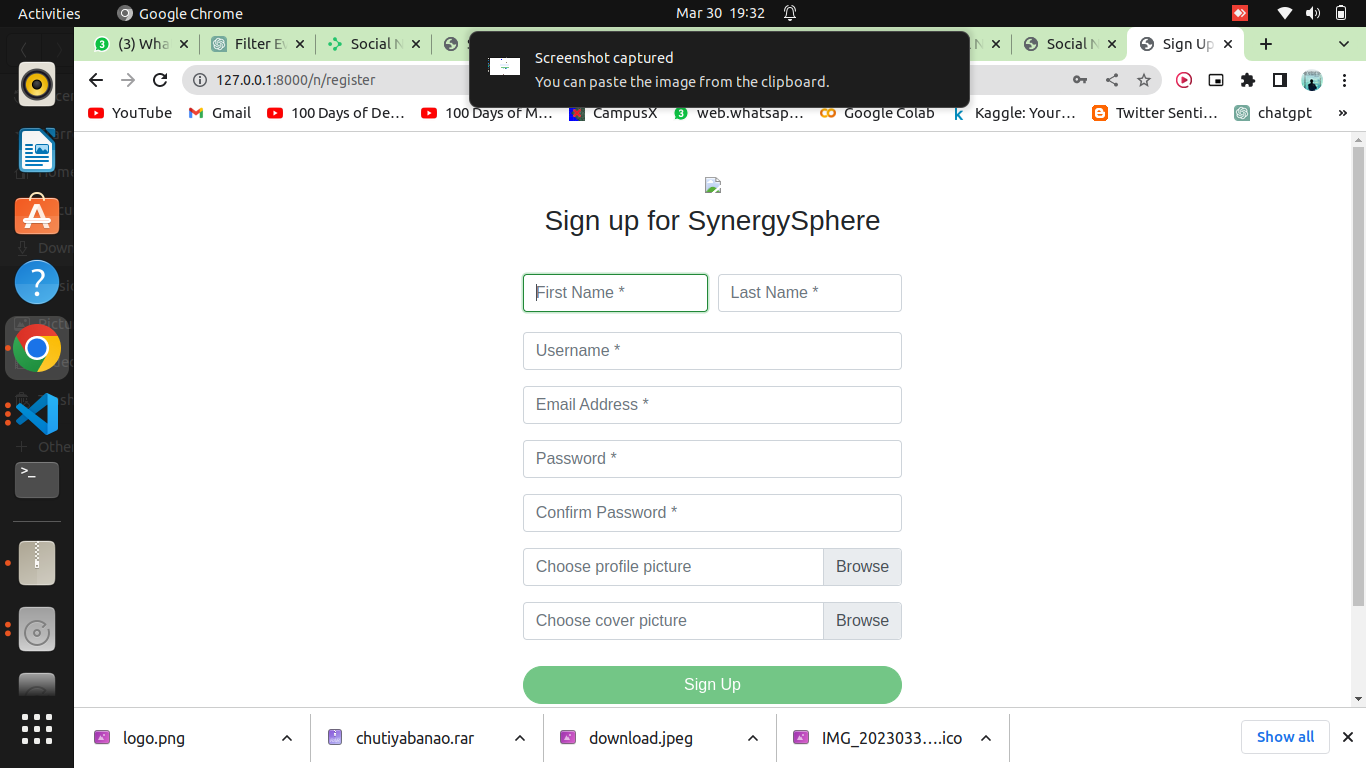 Activities
Google Chrome
Mar 30 19:32
(3) Wha
Filter Ev
Social N
Social N
Sign Up
Screenshot captured
You can paste the image from the clipboard.
127.0.0.1:8000/n/register
YouTube
Gmail
100 Days of De…
100 Days of M…
CampusX
web.whatsap…
Google Colab
Kaggle: Your…
Twitter Senti…
chatgpt
»
Sign up for SynergySphere
First Name *
Last Name *
Username *
Email Address *
Password *
Confirm Password *
Choose profile picture
Browse
Choose cover picture
Browse
Sign Up
logo.png
chutiyabanao.rar
download.jpeg
IMG_2023033….ico
Show all